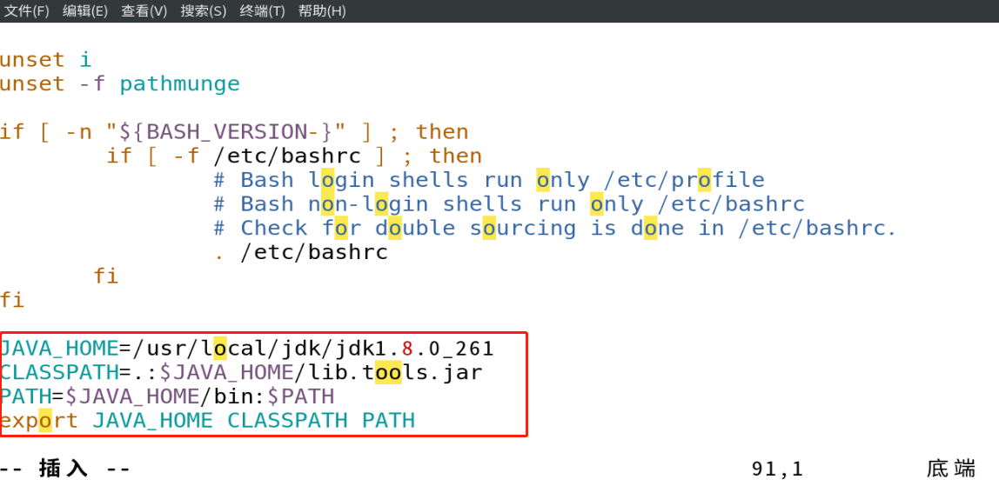 文件(F) 编辑(E) 查看(V) 搜索(S) 终端(T) 帮助(H)
unset i
unset -f pathmunge
if [ -n "${BASH_VERSION-}" ] ; then
        if [ -f /etc/bashrc ] ; then
                # Bash login shells run only /etc/profile
                # Bash non-login shells run only /etc/bashrc
                # Check for double sourcing is done in /etc/bashrc.
                . /etc/bashrc
       fi
fi
JAVA_HOME=/usr/local/jdk/jdk1.8.0_261
CLASSPATH=.:$JAVA_HOME/lib.tools.jar
PATH=$JAVA_HOME/bin:$PATH
export JAVA_HOME CLASSPATH PATH
-- 插入 -- 91,1 底端